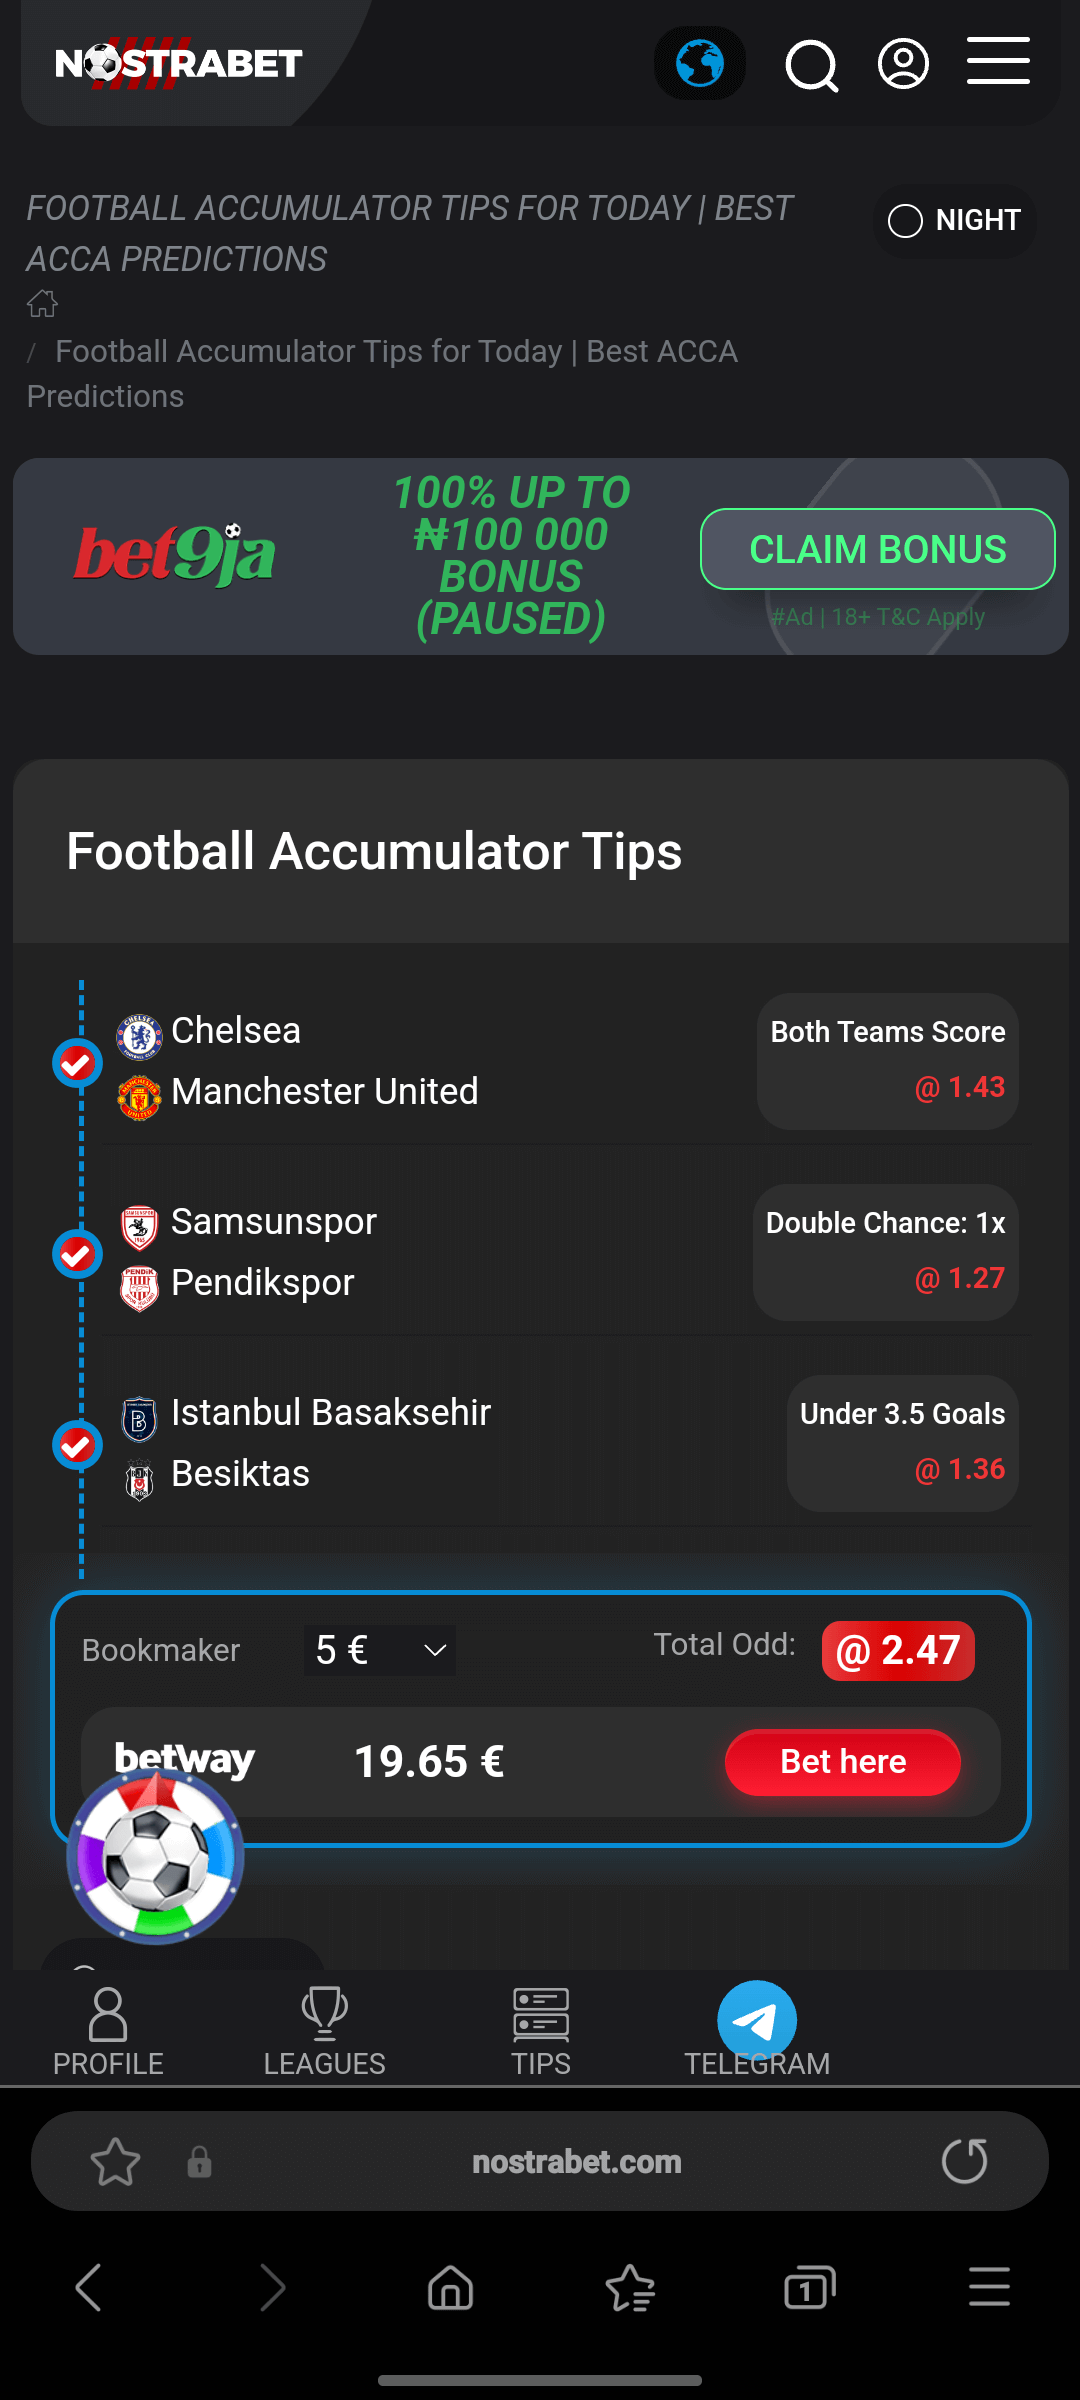 NOSTRABET
FOOTBALL ACCUMULATOR TIPS FOR TODAY | BEST
ACCA PREDICTIONS
NIGHT
/ Football Accumulator Tips for Today | Best ACCA
Predictions
bet9ja
100% UP TO
₦100 000
BONUS
(PAUSED)
CLAIM BONUS
#Ad | 18+ T&C Apply
Football Accumulator Tips
Chelsea
Manchester United
Both Teams Score
@ 1.43
Samsunspor
Pendikspor
Double Chance: 1x
@ 1.27
Istanbul Basaksehir
Besiktas
Under 3.5 Goals
@ 1.36
Bookmaker
5 €
Total Odd:
@ 2.47
betway
19.65 €
Bet here
PROFILE
LEAGUES
TIPS
TELEGRAM
nostrabet.com
1